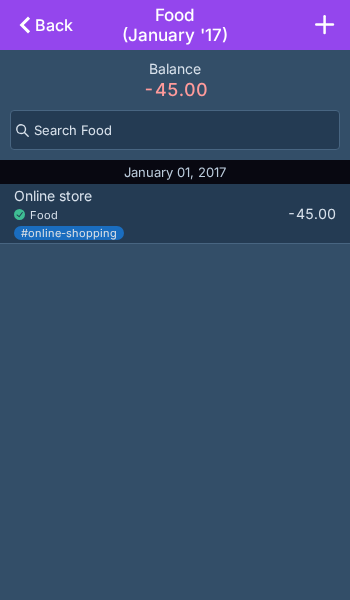 Back
Food
(January '17)
Balance
-45.00
Search Food
January 01, 2017
Online store
Food
-45.00
#online-shopping